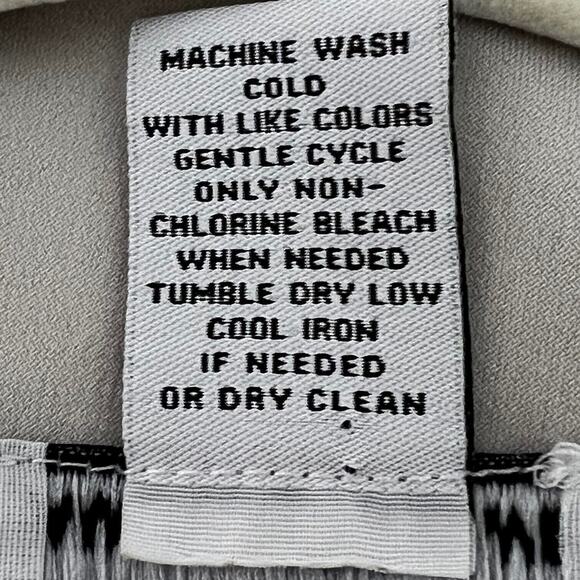 MACHINE WASH
COLD
WITH LIKE COLORS
GENTLE CYCLE
ONLY NON-
CHLORINE BLEACH
WHEN NEEDED
TUMBLE DRY LOW
COOL IRON
IF NEEDED
OR DRY CLEAN